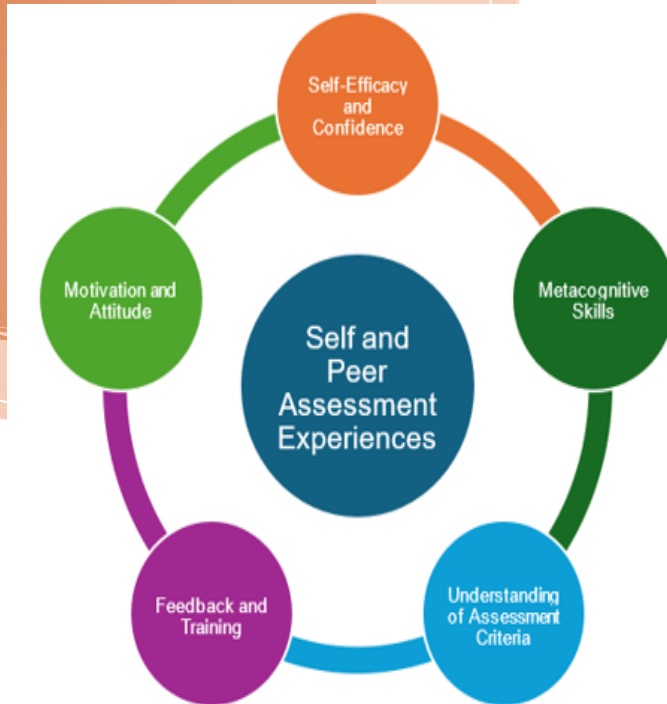 Self-Efficacy
and
Confidence
Motivation and
Attitude
Metacognitive
Skills
Self and
Peer
Assessment
Experiences
Feedback and
Training
Understanding
of Assessment
Criteria